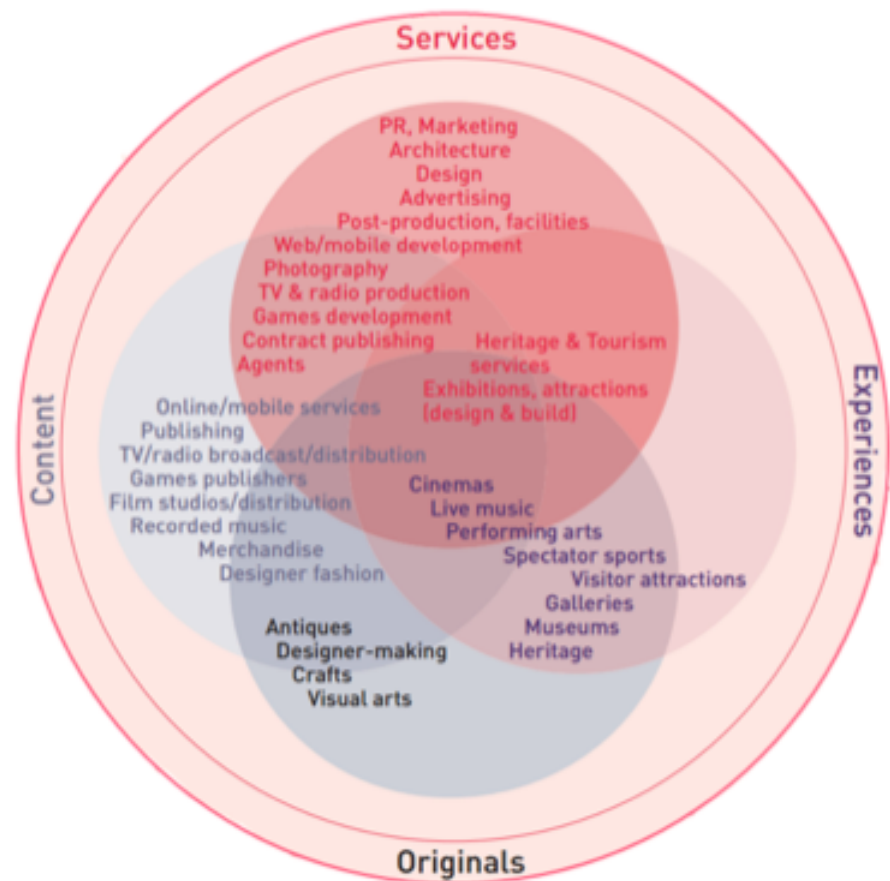 Services
PR, Marketing
Architecture
Design
Advertising
Post-production, facilities
Web/mobile development
Photography
TV & radio production
Games development
Contract publishing
Agents
Heritage & Tourism
services
Exhibitions, attractions
(design & build)
Content
Online/mobile services
Publishing
TV/radio broadcast/distribution
Games publishers
Film studios/distribution
Recorded music
Merchandise
Designer fashion
Experiences
Cinemas
Live music
Performing arts
Spectator sports
Visitor attractions
Galleries
Museums
Heritage
Antiques
Designer-making
Crafts
Visual arts
Originals